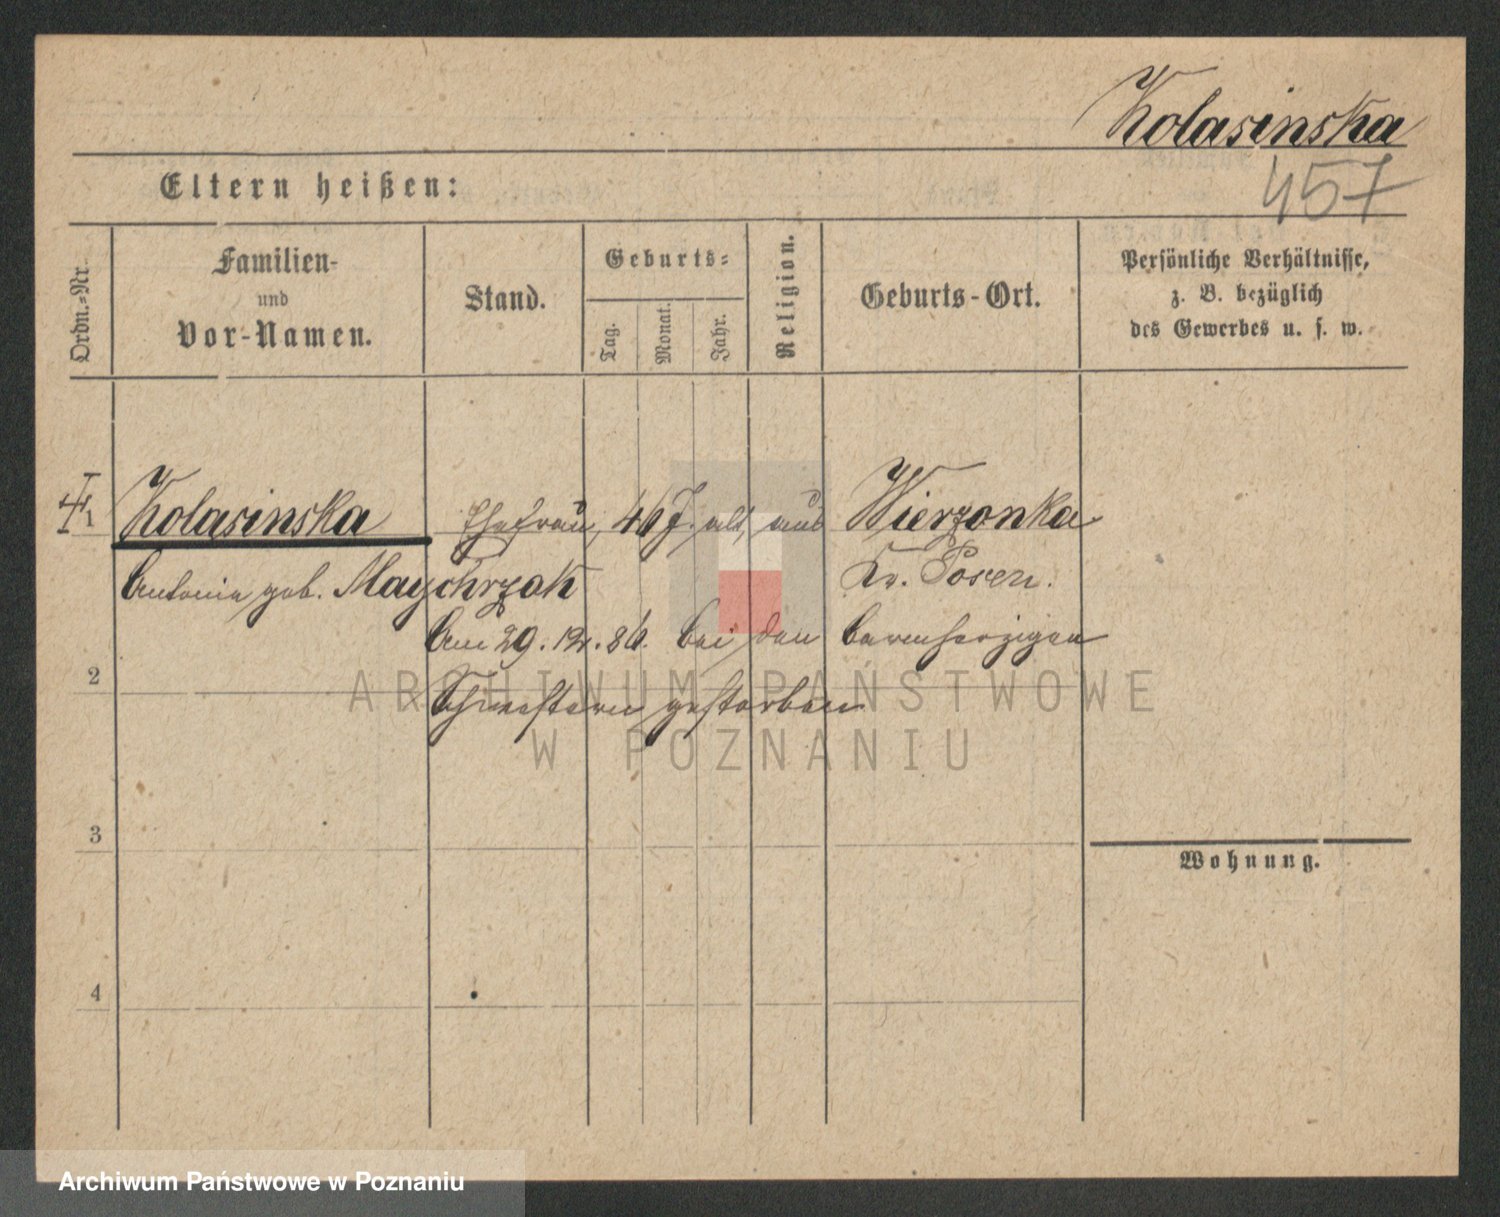 Kolasinska
457
Eltern heißen:
Ordn.-Nr.
Familien-
und
Vor-Namen.
Stand.
Geburts-
Tag.
Monat.
Jahr.
Religion.
Geburts-Ort.
Persönliche Verhältnisse,
z. B. bezüglich
des Gewerbes u. s. w.
1 Kolasinska Ehefrau, 46 J. alt, aus Wierzonka
Antonie geb. Maychrzak Kr. Posen.
Am 29. 12. 86. bei den barmherzigen
2
Schwestern gestorben
ARCHIWUM PAŃSTWOWE
W POZNANIU
3
Wohnung.
4
Archiwum Państwowe w Poznaniu